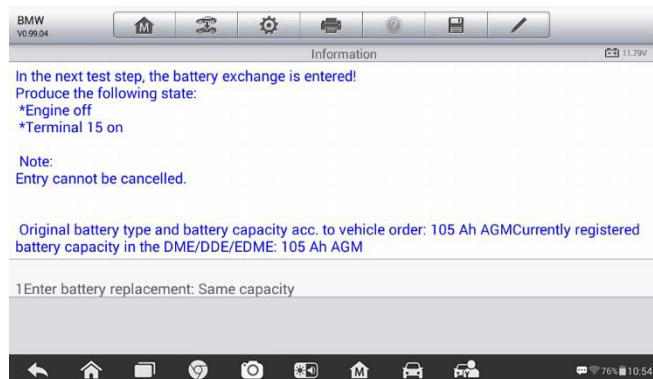 BMW
V0.99.04
Information
11.79V
In the next test step, the battery exchange is entered!
Produce the following state:
*Engine off
*Terminal 15 on
Note:
Entry cannot be cancelled.
Original battery type and battery capacity acc. to vehicle order: 105 Ah AGMCurrently registered
battery capacity in the DME/DDE/EDME: 105 Ah AGM
1Enter battery replacement: Same capacity
76% 10:54